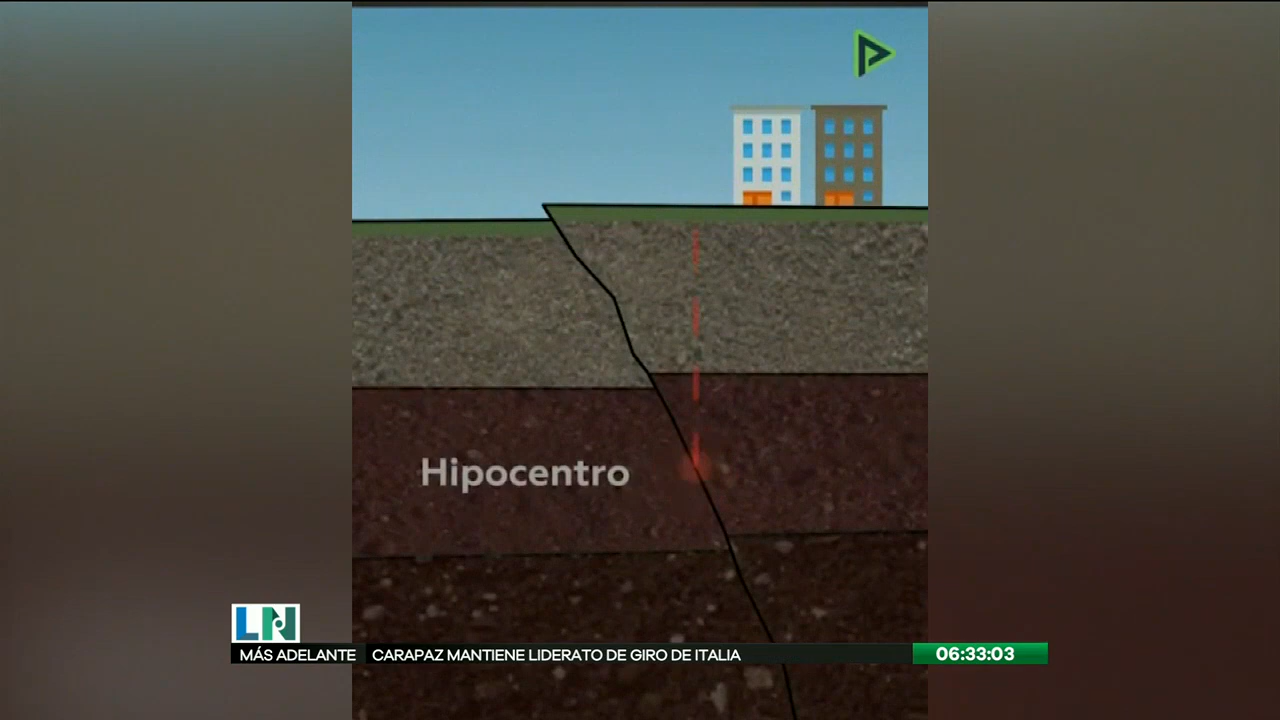 Hipocentro
LN
MÁS ADELANTE CARAPAZ MANTIENE LIDERATO DE GIRO DE ITALIA 06:33:03